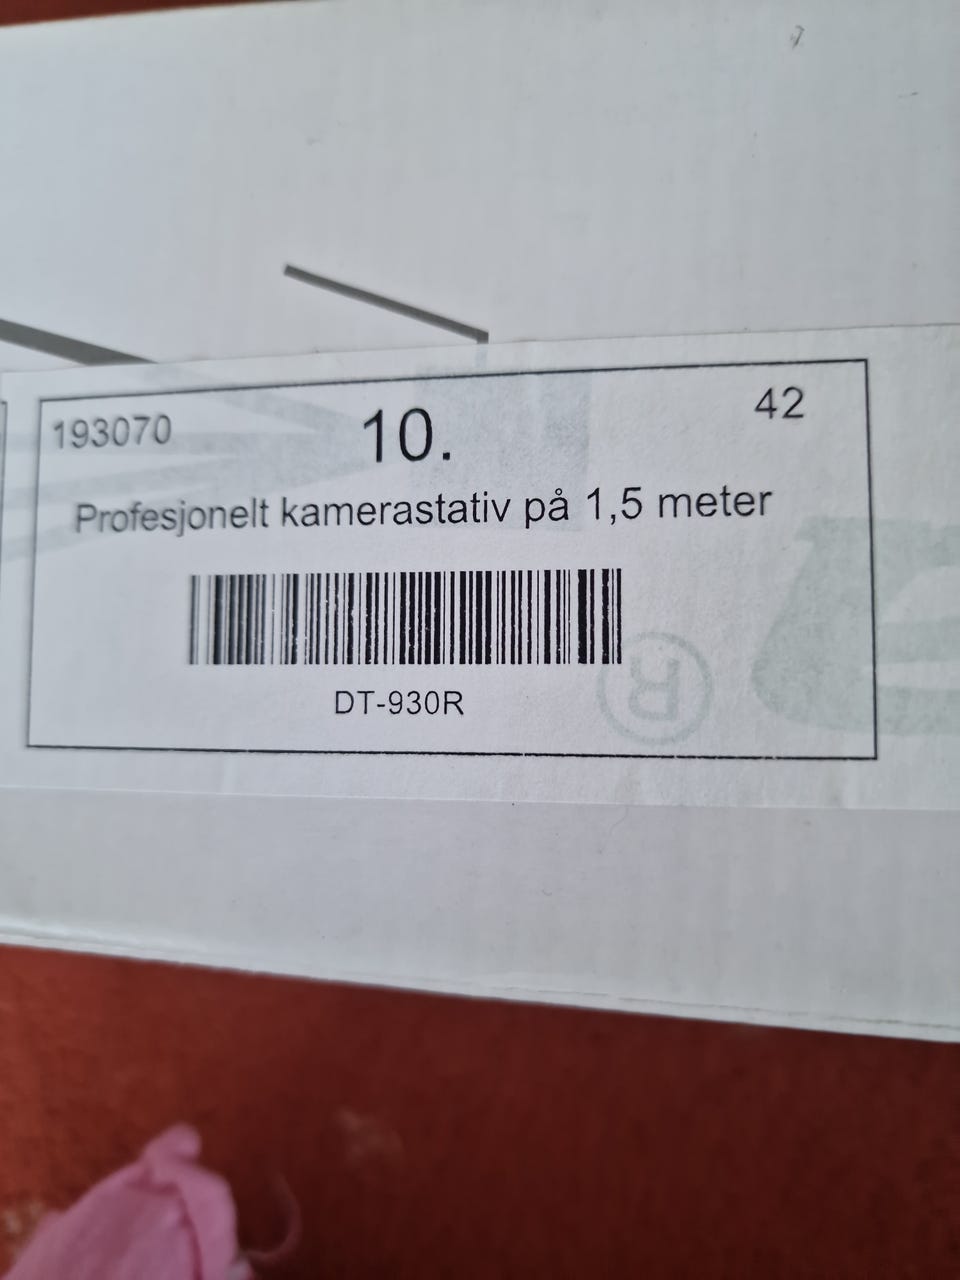 193070 10. 42
Profesjonelt kamerastativ på 1,5 meter
DT-930R
®